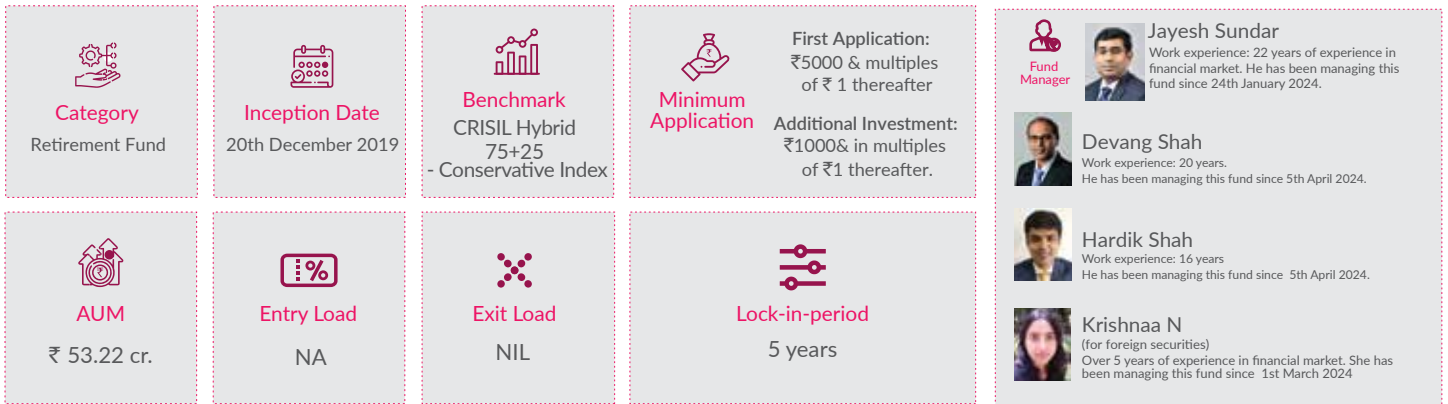 Category
Retirement Fund
Inception Date
20th December 2019
Benchmark
CRISIL Hybrid
75+25
- Conservative Index
Minimum
Application
First Application:
₹5000 & multiples
of ₹ 1 thereafter
Additional Investment:
₹1000& in multiples
of ₹1 thereafter.
AUM
₹ 53.22 cr.
Entry Load
NA
Exit Load
NIL
Lock-in-period
5 years
Fund
Manager
Jayesh Sundar
Work experience: 22 years of experience in
financial market. He has been managing this
fund since 24th January 2024.
Devang Shah
Work experience: 20 years.
He has been managing this fund since 5th April 2024.
Hardik Shah
Work experience: 16 years
He has been managing this fund since 5th April 2024.
Krishnaa N
(for foreign securities)
Over 5 years of experience in financial market. She has
been managing this fund since 1st March 2024